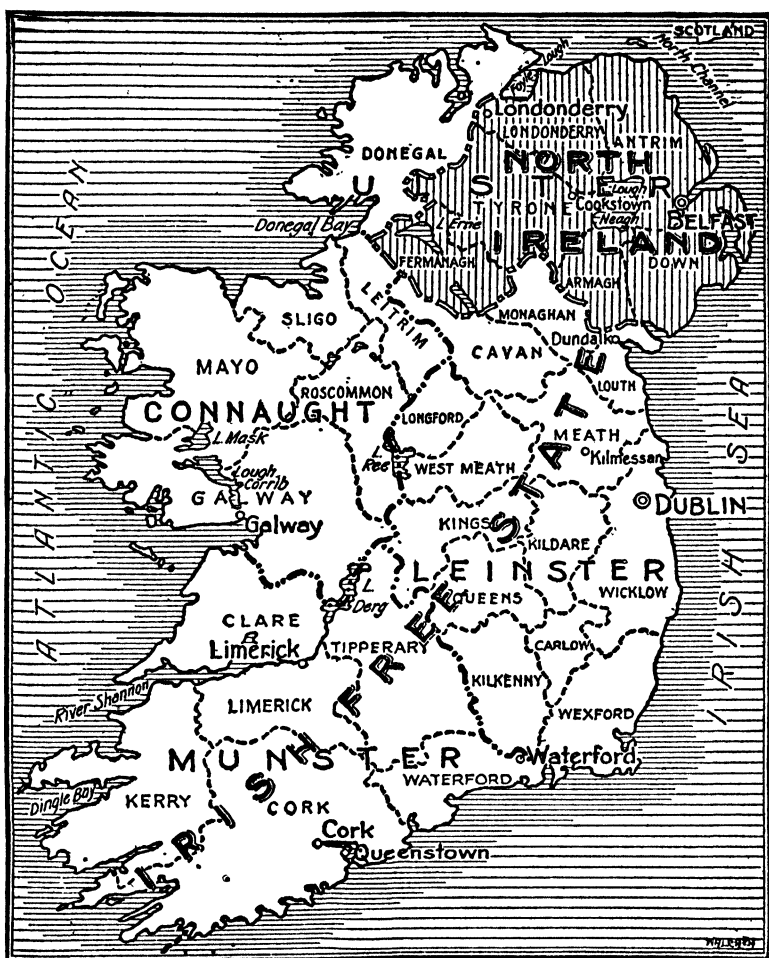 SCOTLAND
North Channel
Foyle Lough
Londonderry
LONDONDERRY
ANTRIM
DONEGAL
NORTH
ULSTER
Lough
Cookstown
TYRONE
Neagh
BELFAST
Donegal Bay
L. Erne
IRELAND
FERMANAGH
DOWN
ARMAGH
ATLANTIC OCEAN
LEITRIM
MONAGHAN
SLIGO
Dundalk
CAVAN
MAYO
LOUTH
ROSCOMMON
CONNAUGHT
LONGFORD
MEATH
L. Mask
L. Ree
WEST MEATH
Kilmessan
Lough Corrib
GALWAY
Galway
DUBLIN
KINGS
KILDARE
IRISH SEA
LEINSTER
L. Derg
QUEENS
WICKLOW
CLARE
Limerick
TIPPERARY
CARLOW
River Shannon
LIMERICK
KILKENNY
WEXFORD
MUNSTER
Waterford
WATERFORD
Dingle Bay
KERRY
CORK
Cork
Queenstown
IRISH FREE STATE